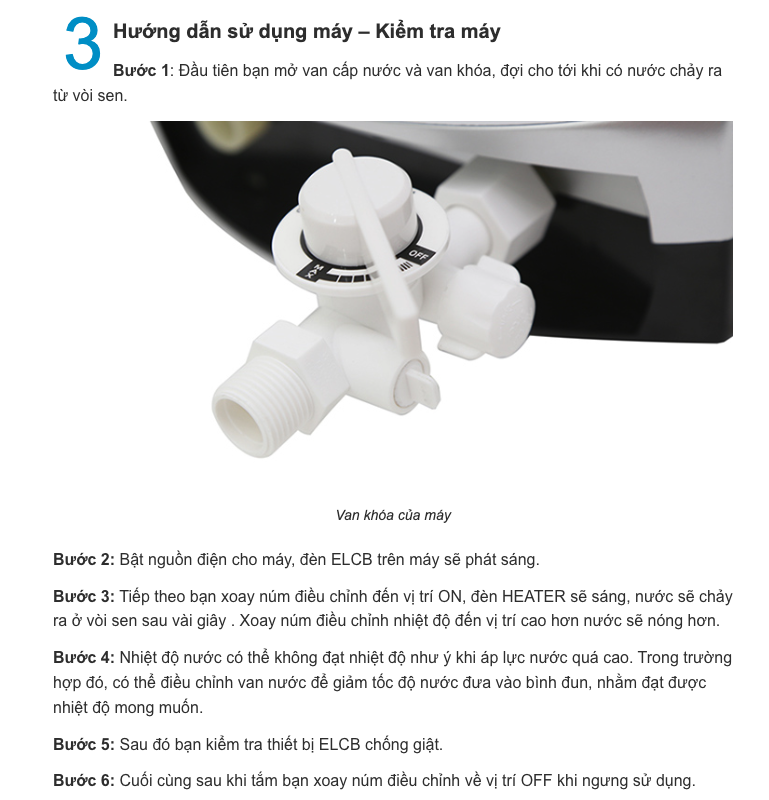 3 Hướng dẫn sử dụng máy – Kiểm tra máy
Bước 1: Đầu tiên bạn mở van cấp nước và van khóa, đợi cho tới khi có nước chảy ra
từ vòi sen.
MAX
OFF
Van khóa của máy
Bước 2: Bật nguồn điện cho máy, đèn ELCB trên máy sẽ phát sáng.
Bước 3: Tiếp theo bạn xoay núm điều chỉnh đến vị trí ON, đèn HEATER sẽ sáng, nước sẽ chảy
ra ở vòi sen sau vài giây . Xoay núm điều chỉnh nhiệt độ đến vị trí cao hơn nước sẽ nóng hơn.
Bước 4: Nhiệt độ nước có thể không đạt nhiệt độ như ý khi áp lực nước quá cao. Trong trường
hợp đó, có thể điều chỉnh van nước để giảm tốc độ nước đưa vào bình đun, nhằm đạt được
nhiệt độ mong muốn.
Bước 5: Sau đó bạn kiểm tra thiết bị ELCB chống giật.
Bước 6: Cuối cùng sau khi tắm bạn xoay núm điều chỉnh về vị trí OFF khi ngưng sử dụng.